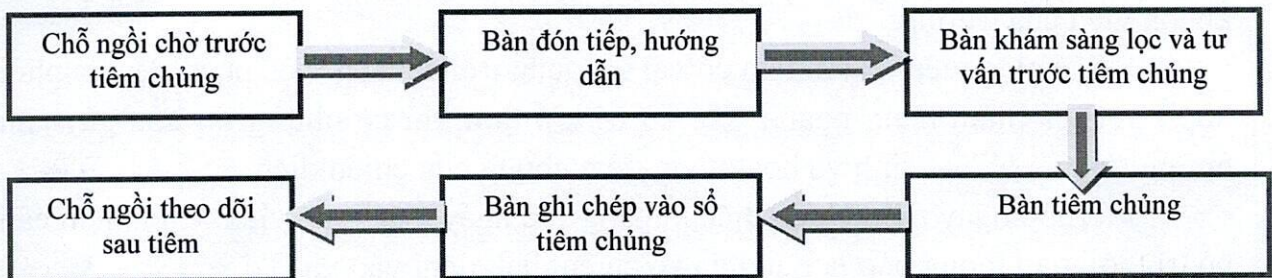 Chỗ ngồi chờ trước
tiêm chủng
Bàn đón tiếp, hướng
dẫn
Bàn khám sàng lọc và tư
vấn trước tiêm chủng
Bàn tiêm chủng
Bàn ghi chép vào sổ
tiêm chủng
Chỗ ngồi theo dõi
sau tiêm